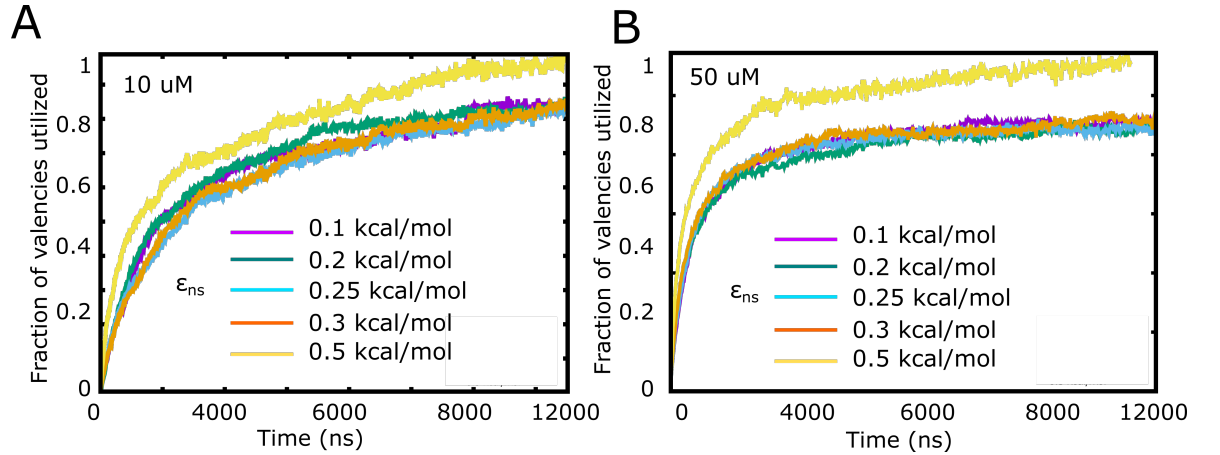 A
Fraction of valencies utilized
1
0.8
0.6
0.4
0.2
0
10 uM
εns
0.1 kcal/mol
0.2 kcal/mol
0.25 kcal/mol
0.3 kcal/mol
0.5 kcal/mol
0 4000 6000 8000 12000
Time (ns)
B
Fraction of valencies utilized
1
0.8
0.6
0.4
0.2
0
50 uM
εns
0.1 kcal/mol
0.2 kcal/mol
0.25 kcal/mol
0.3 kcal/mol
0.5 kcal/mol
0 4000 6000 8000 12000
Time (ns)